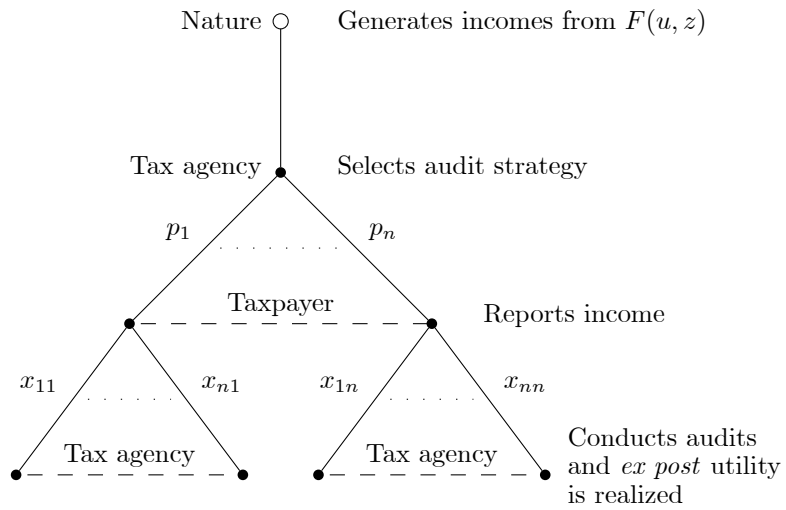 Nature Generates incomes from F(u, z)
Tax agency Selects audit strategy
p₁ pₙ
Taxpayer
Reports income
x₁₁ xₙ₁ x₁ₙ xₙₙ
Tax agency Tax agency
Conducts audits
and ex post utility
is realized